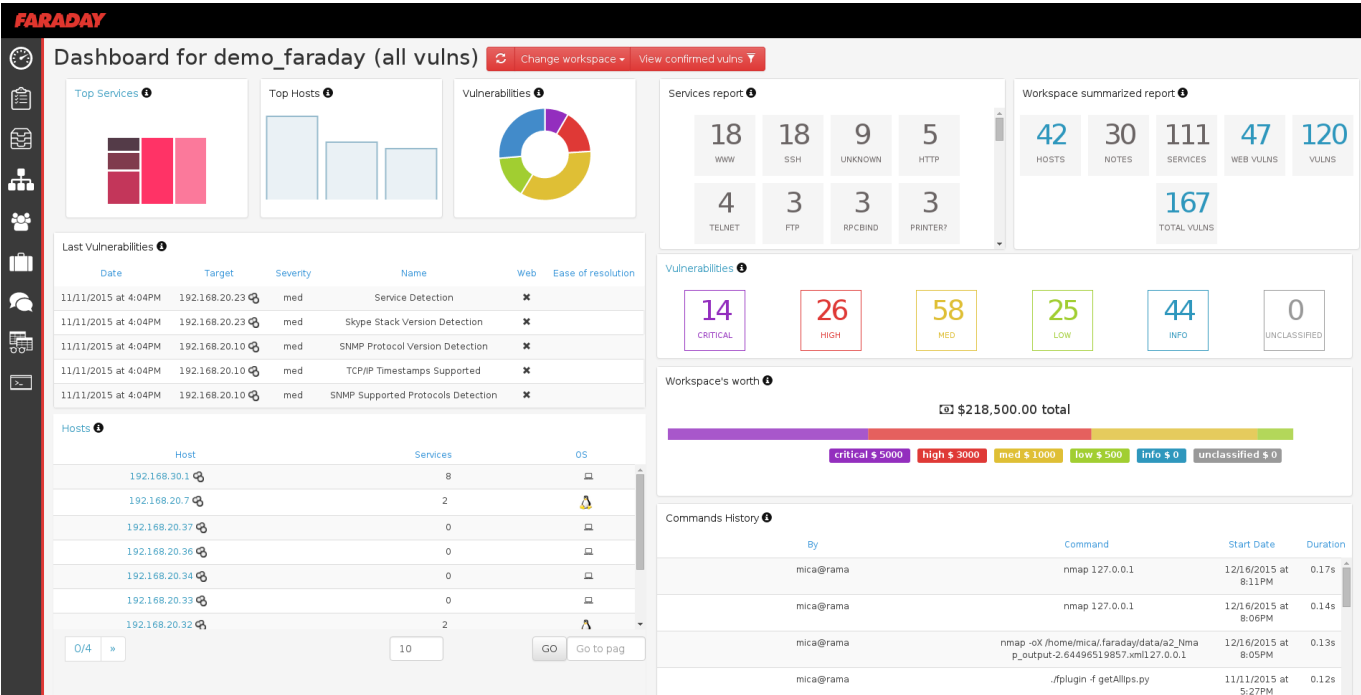 FARADAY
Dashboard for demo_faraday (all vulns) Change workspace View confirmed vulns
Top Services
Top Hosts
Vulnerabilities
Services report
18 WWW
18 SSH
9 UNKNOWN
5 HTTP
4 TELNET
3 FTP
3 RPCBIND
3 PRINTER?
Workspace summarized report
42 HOSTS
30 NOTES
111 SERVICES
47 WEB VULNS
120 VULNS
167 TOTAL VULNS
Last Vulnerabilities
Date Target Severity Name Web Ease of resolution
11/11/2015 at 4:04PM 192.168.20.23 med Service Detection
11/11/2015 at 4:04PM 192.168.20.23 med Skype Stack Version Detection
11/11/2015 at 4:04PM 192.168.20.10 med SNMP Protocol Version Detection
11/11/2015 at 4:04PM 192.168.20.10 med TCP/IP Timestamps Supported
11/11/2015 at 4:04PM 192.168.20.10 med SNMP Supported Protocols Detection
Vulnerabilities
14 CRITICAL
26 HIGH
58 MED
25 LOW
44 INFO
0 UNCLASSIFIED
Workspace's worth
$218,500.00 total
critical $ 5000 high $ 3000 med $ 1000 low $ 500 info $ 0 unclassified $ 0
Hosts
Host Services OS
192.168.30.1 8
192.168.20.7 2
192.168.20.37 0
192.168.20.36 0
192.168.20.34 0
192.168.20.33 0
192.168.20.32 2
0/4 » 10 GO Go to pag
Commands History
By Command Start Date Duration
mica@rama nmap 127.0.0.1 12/16/2015 at 0.17s
8:11PM
mica@rama nmap 127.0.0.1 12/16/2015 at 0.14s
8:06PM
mica@rama nmap -oX /home/mica/.faraday/data/a2_Nma 12/16/2015 at 0.13s
p_output-2.64496519857.xml127.0.0.1 8:05PM
mica@rama ./fplugin -f getAllIps.py 11/11/2015 at 0.12s
5:27PM